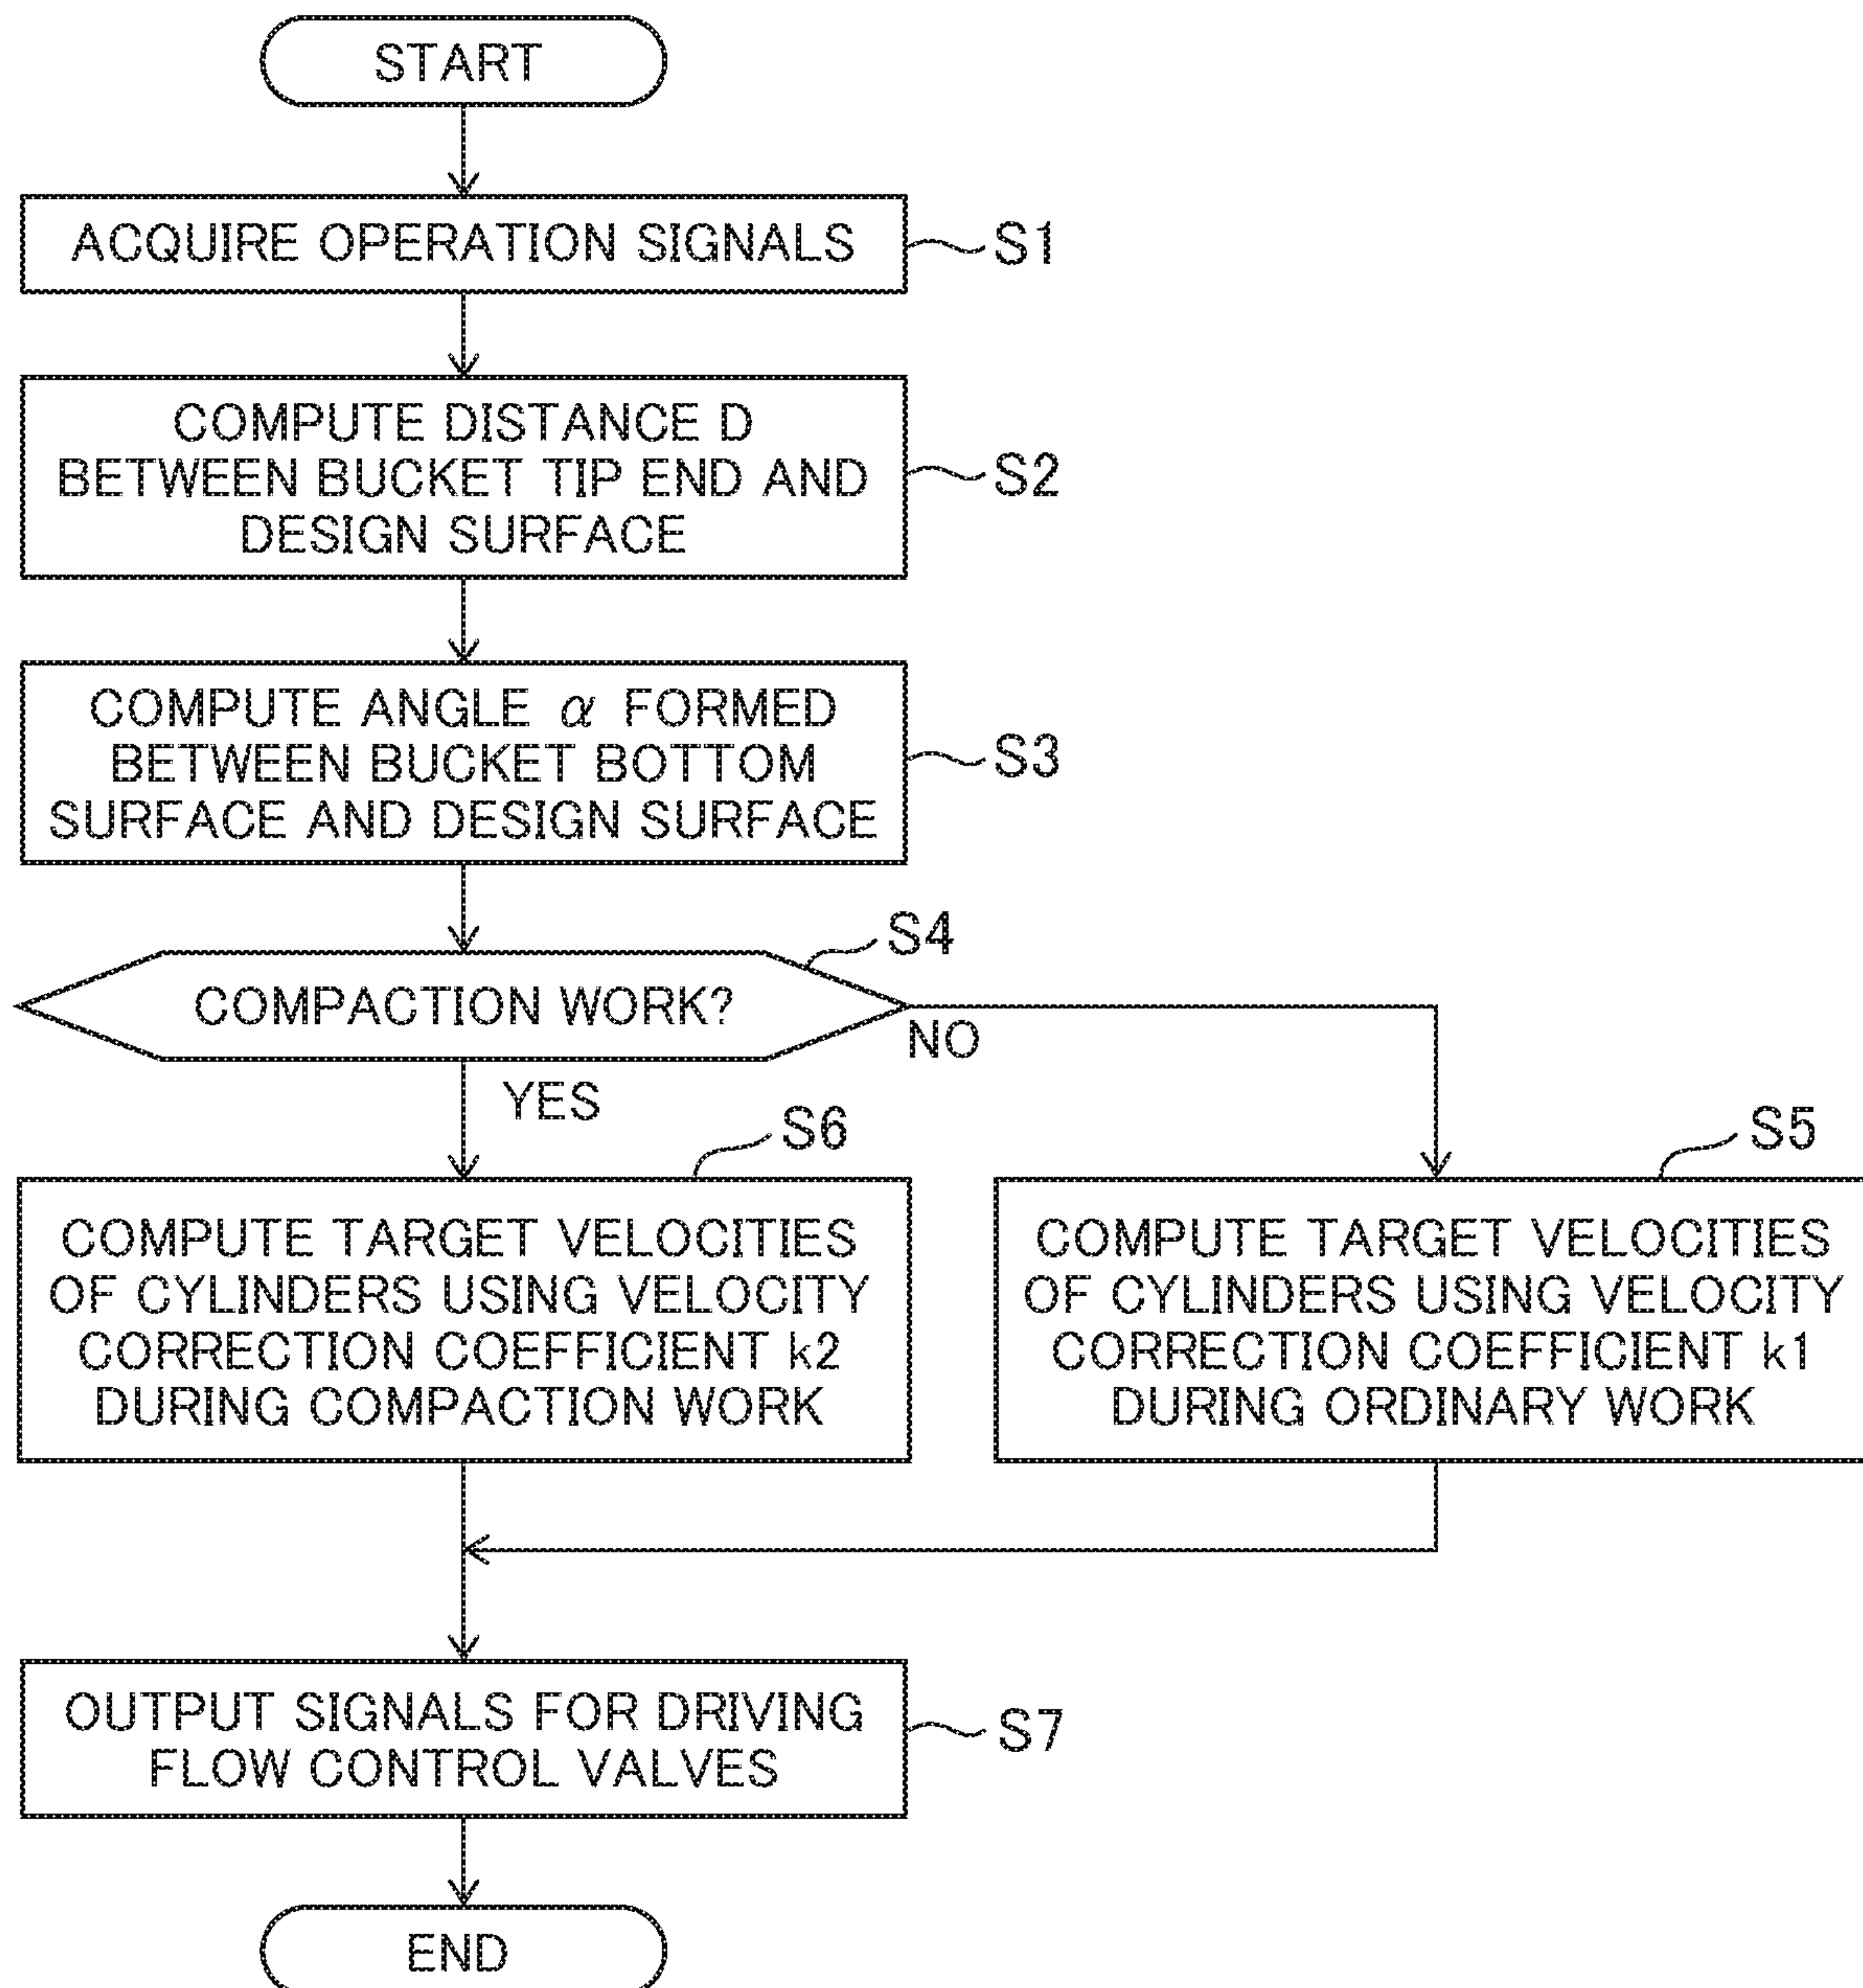 START
ACQUIRE OPERATION SIGNALS
S1
COMPUTE DISTANCE D
BETWEEN BUCKET TIP END AND
DESIGN SURFACE
S2
COMPUTE ANGLE α FORMED
BETWEEN BUCKET BOTTOM
SURFACE AND DESIGN SURFACE
S3
S4
COMPACTION WORK?
NO
YES
S6
COMPUTE TARGET VELOCITIES
OF CYLINDERS USING VELOCITY
CORRECTION COEFFICIENT k2
DURING COMPACTION WORK
S5
COMPUTE TARGET VELOCITIES
OF CYLINDERS USING VELOCITY
CORRECTION COEFFICIENT k1
DURING ORDINARY WORK
OUTPUT SIGNALS FOR DRIVING
FLOW CONTROL VALVES
S7
END